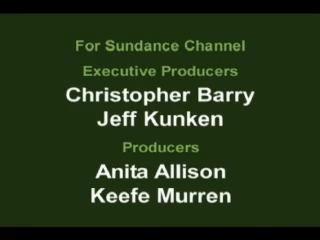 For Sundance Channel
Executive Producers
Christopher Barry
Jeff Kunken
Producers
Anita Allison
Keefe Murren